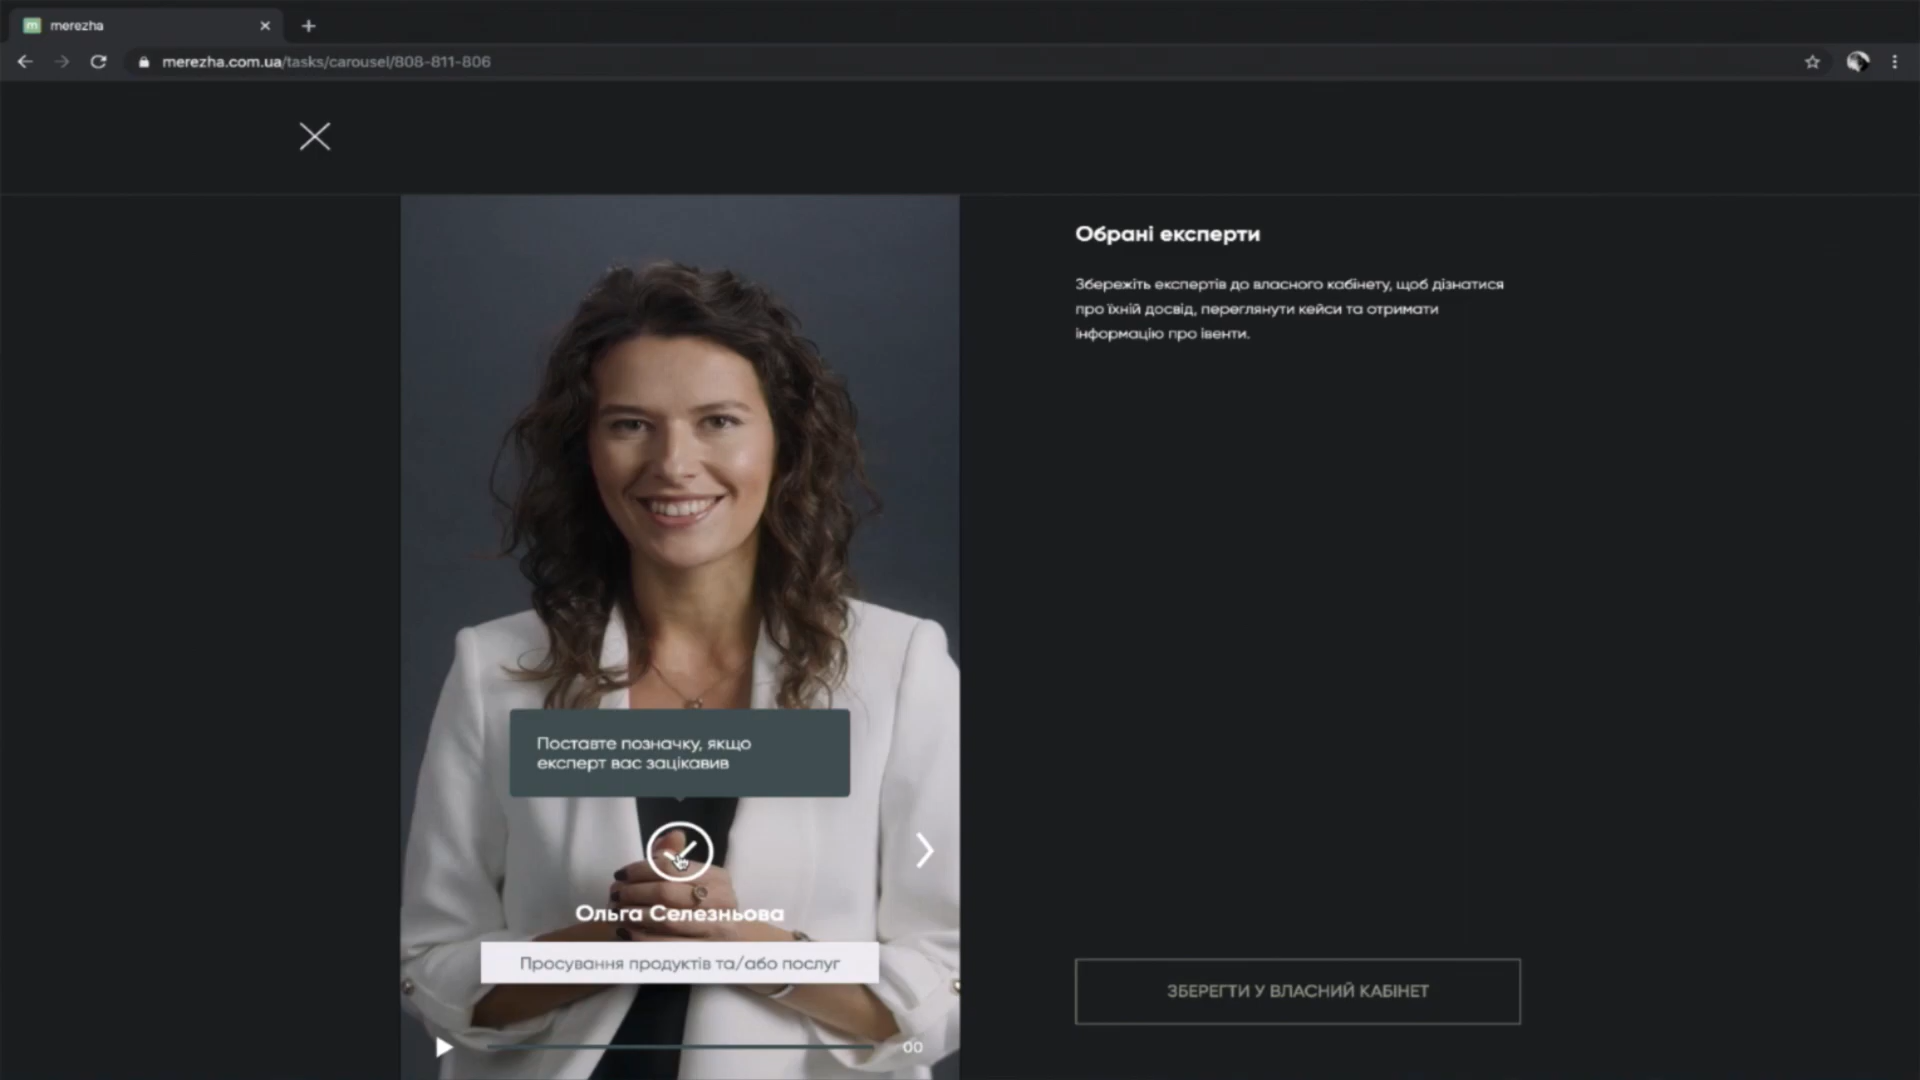 merezha
merezha.com.ua/tasks/carousel/808-811-806
Обрані експерти
Збережіть експертів до власного кабінету, щоб дізнатися
про їхній досвід, переглянути кейси та отримати
інформацію про івенти.
Поставте позначку, якщо
експерт вас зацікавив
Ольга Селезньова
Просування продуктів та/або послуг
00
ЗБЕРЕГТИ У ВЛАСНИЙ КАБІНЕТ